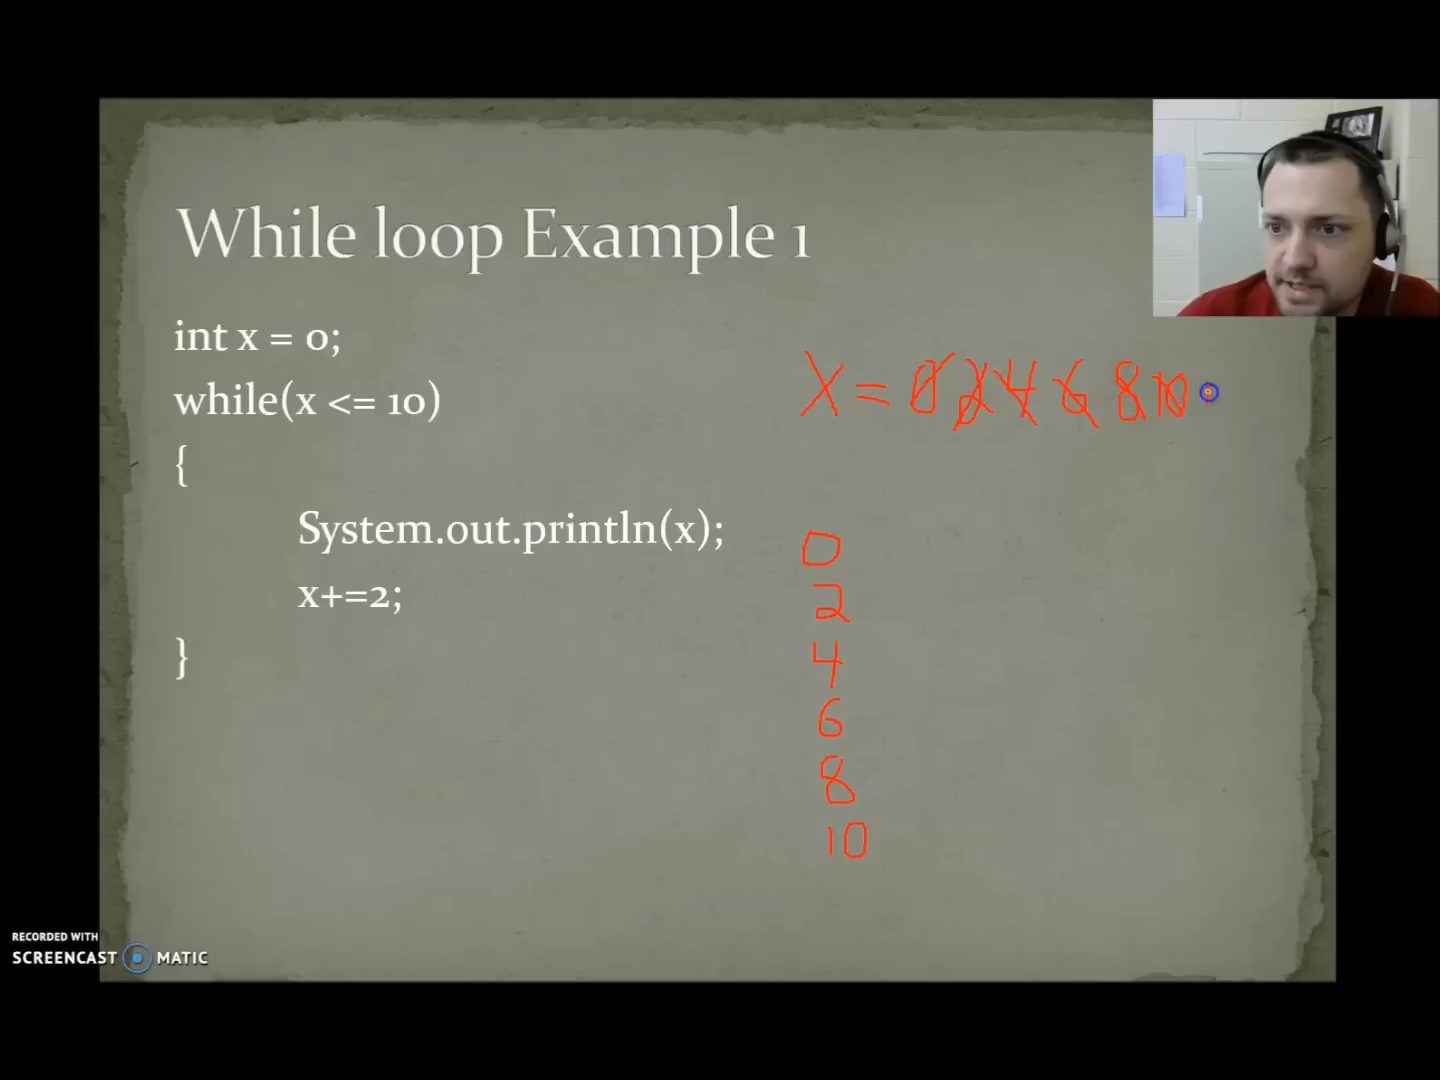 While loop Example 1
int x = 0;
while(x <= 10)
{
System.out.println(x);
x+=2;
}
X = 0 2 4 6 8 10
0
2
4
6
8
10
RECORDED WITH
SCREENCAST MATIC